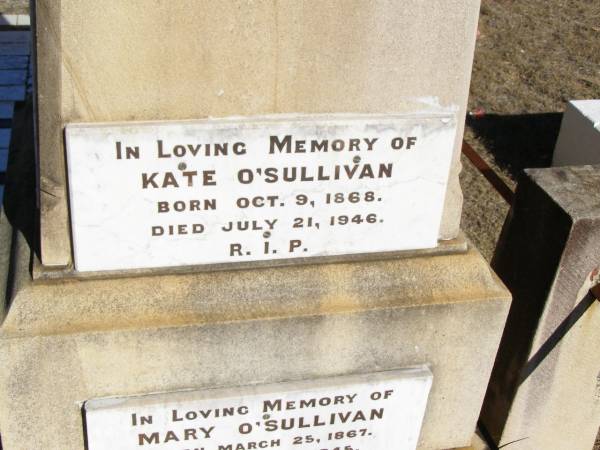 In Loving Memory of
KATE O'SULLIVAN
BORN OCT. 9, 1868.
DIED JULY 21, 1946.
R. I. P.
In Loving Memory of
MARY O'SULLIVAN
MARCH 25, 1867.